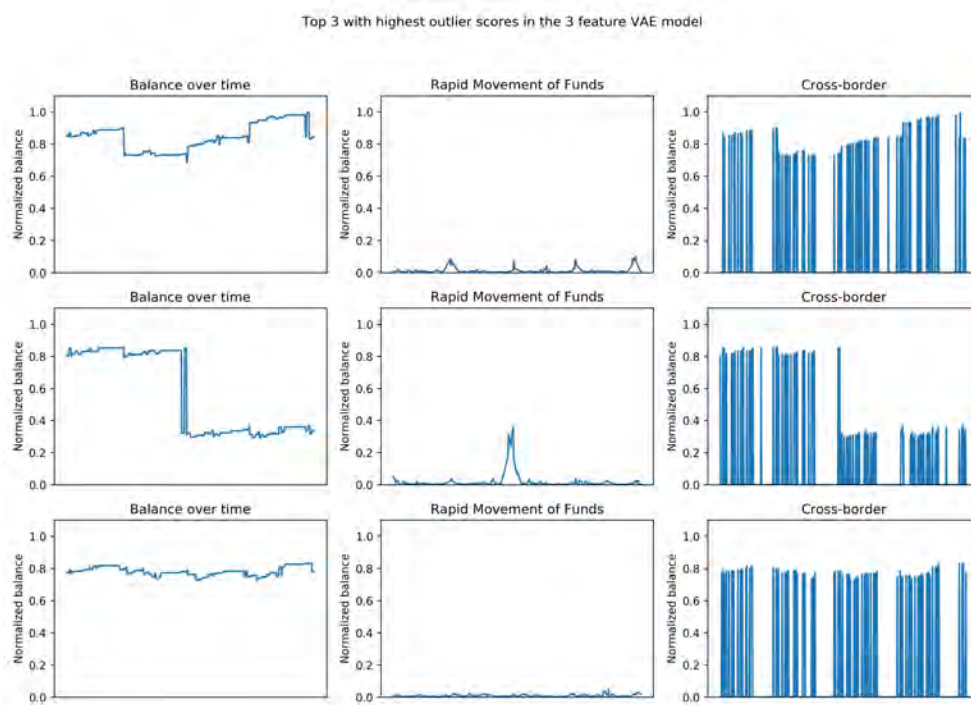 Top 3 with highest outlier scores in the 3 feature VAE model
Balance over time
Rapid Movement of Funds
Cross-border
Normalized balance
1.0
0.8
0.6
0.4
0.2
0.0
Normalized balance
1.0
0.8
0.6
0.4
0.2
0.0
Normalized balance
1.0
0.8
0.6
0.4
0.2
0.0
Balance over time
Rapid Movement of Funds
Cross-border
Normalized balance
1.0
0.8
0.6
0.4
0.2
0.0
Normalized balance
1.0
0.8
0.6
0.4
0.2
0.0
Normalized balance
1.0
0.8
0.6
0.4
0.2
0.0
Balance over time
Rapid Movement of Funds
Cross-border
Normalized balance
1.0
0.8
0.6
0.4
0.2
0.0
Normalized balance
1.0
0.8
0.6
0.4
0.2
0.0
Normalized balance
1.0
0.8
0.6
0.4
0.2
0.0